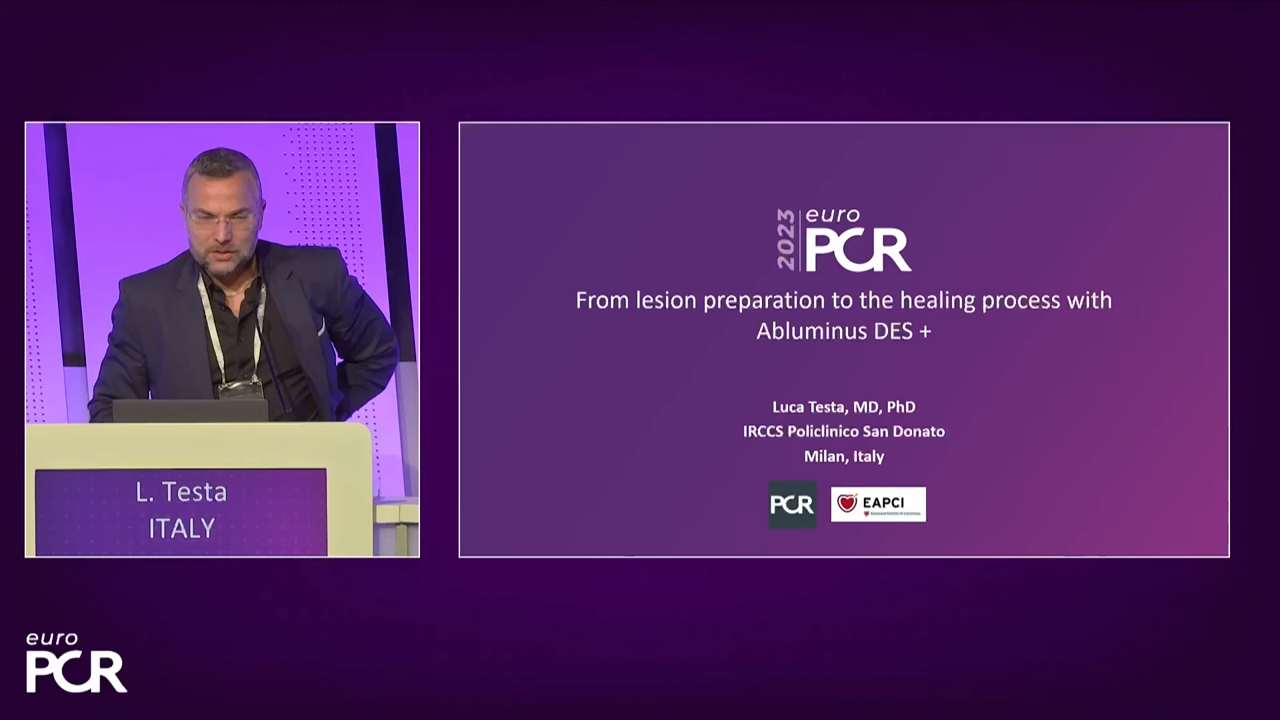 L. Testa
ITALY
2023
euro
PCR
From lesion preparation to the healing process with
Abluminus DES +
Luca Testa, MD, PhD
IRCCS Policlinico San Donato
Milan, Italy
PCR
EAPCI
euro
PCR